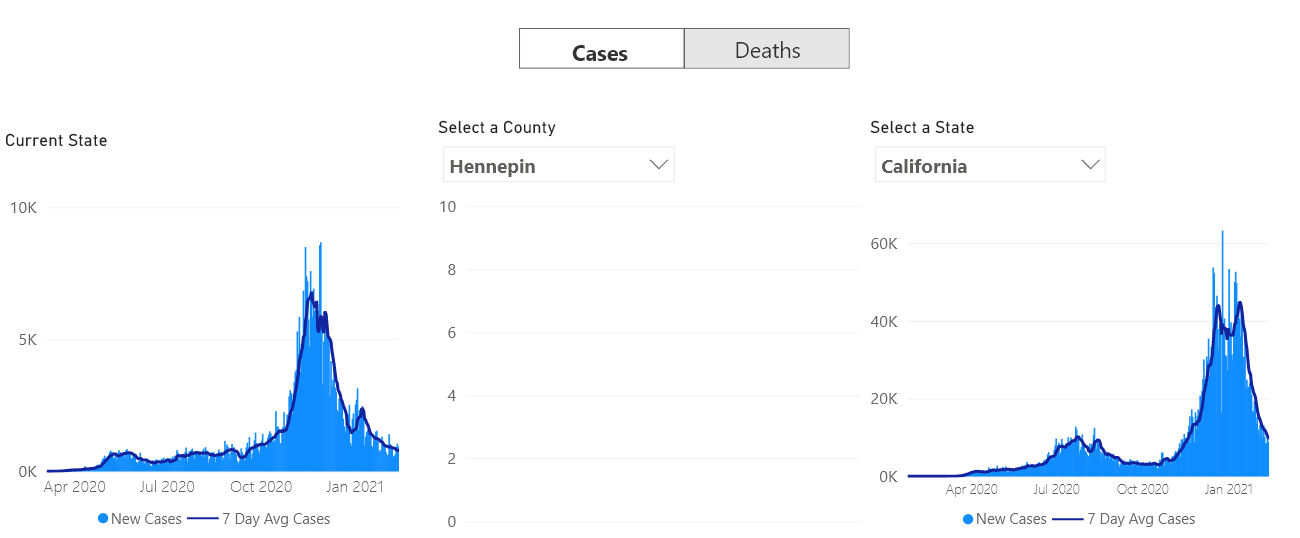 Cases
Deaths
Current State
10K
5K
0K
Apr 2020
Jul 2020
Oct 2020
Jan 2021
New Cases
7 Day Avg Cases
Select a County
Hennepin
10
8
6
4
2
0
Select a State
California
60K
40K
20K
0K
Apr 2020
Jul 2020
Oct 2020
Jan 2021
New Cases
7 Day Avg Cases